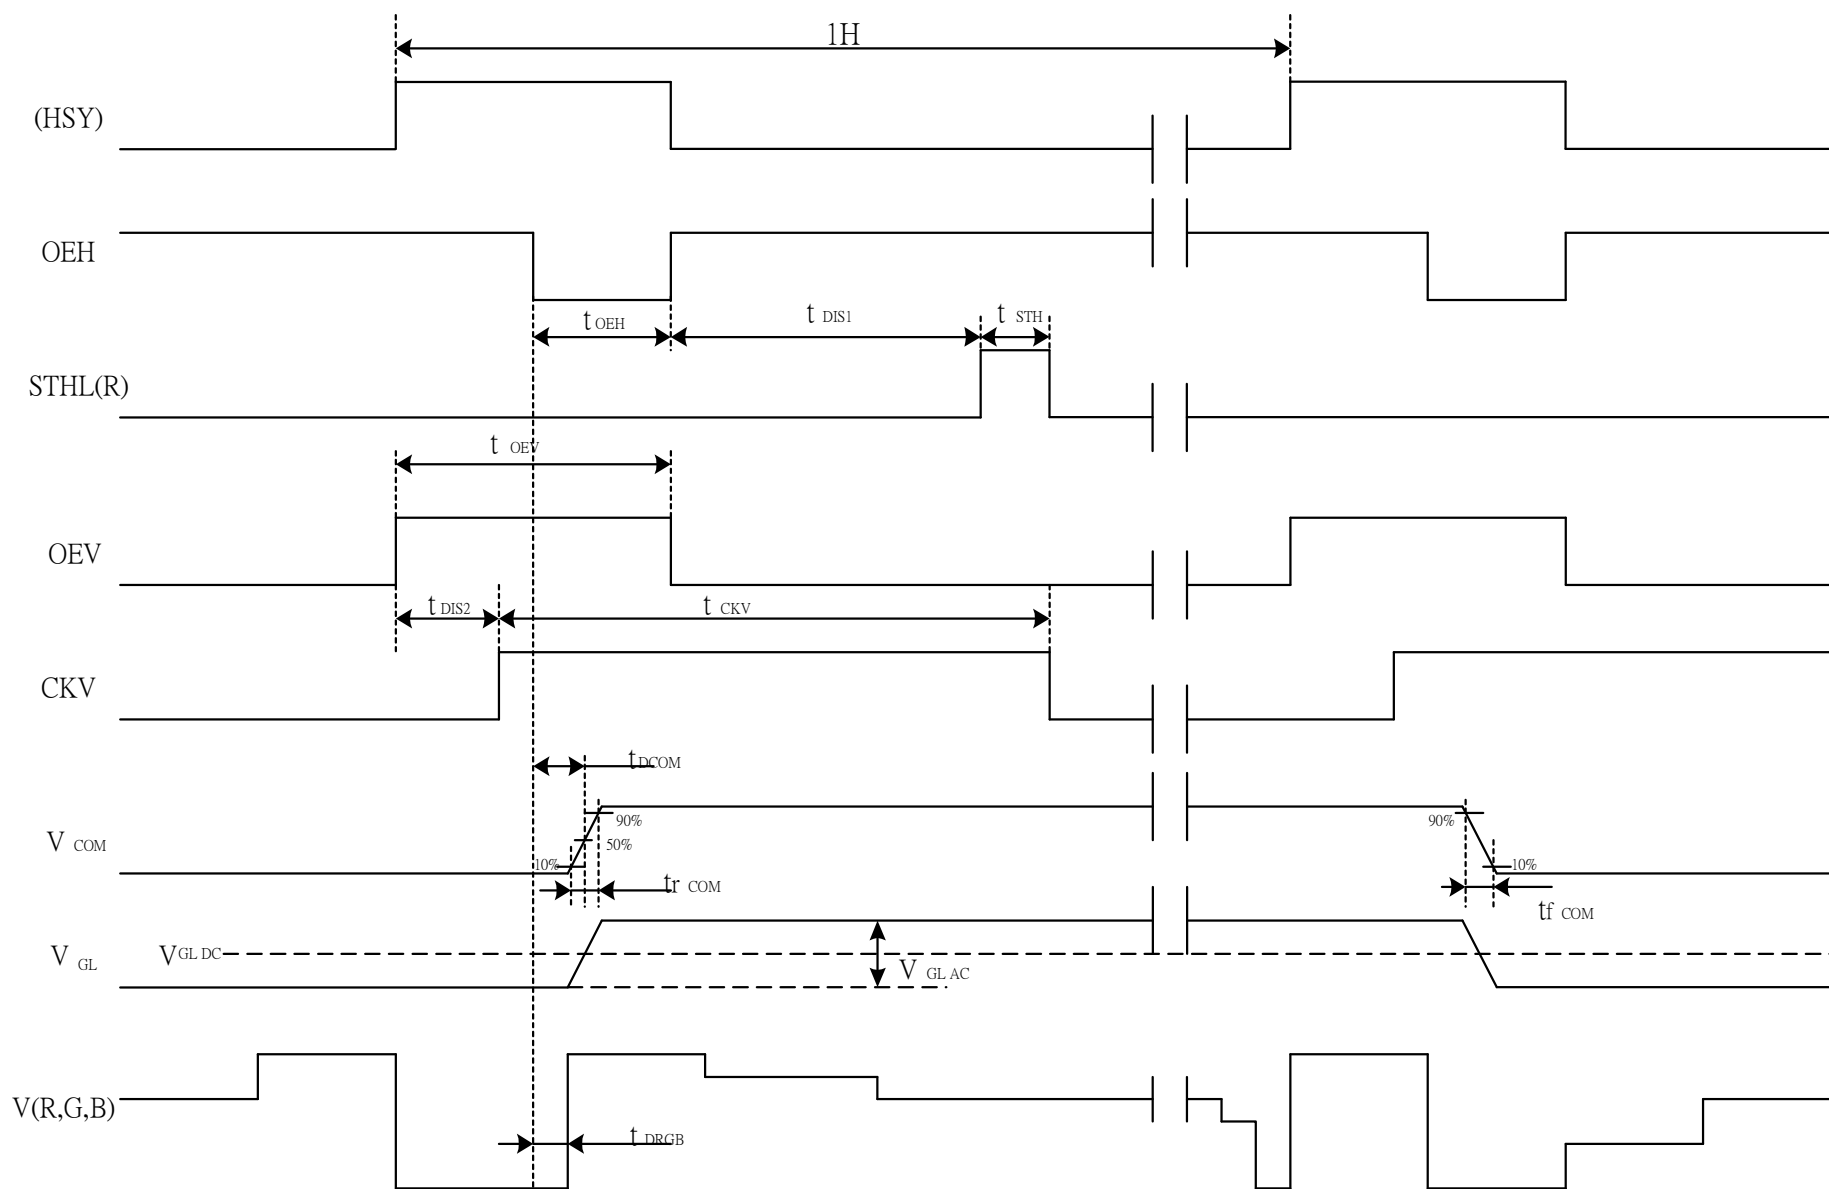 1H
(HSY)
OEH
t OEH
t DIS1
t STH
STHL(R)
t OEV
OEV
t DIS2
t CKV
CKV
t DCOM
90%
90%
V COM
50%
10%
10%
tr COM
tf COM
V GL
VGL DC
V GL AC
V(R,G,B)
t DRGB